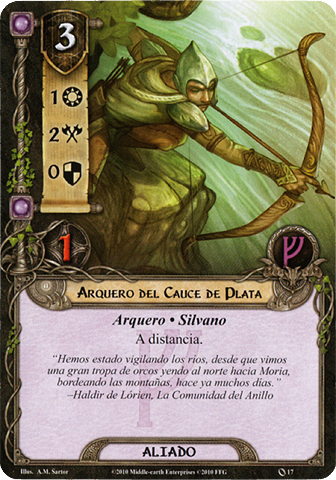 3
1
2
0
1
Arquero del Cauce de Plata
Arquero • Silvano
A distancia.
“Hemos estado vigilando los ríos, desde que vimos
una gran tropa de orcos yendo al norte hacia Moria,
bordeando las montañas, hace ya muchos días.”
–Haldir de Lórien, La Comunidad del Anillo
ALIADO
Illus. A.M. Sartor ©2010 Middle-earth Enterprises ©2010 FFG 17